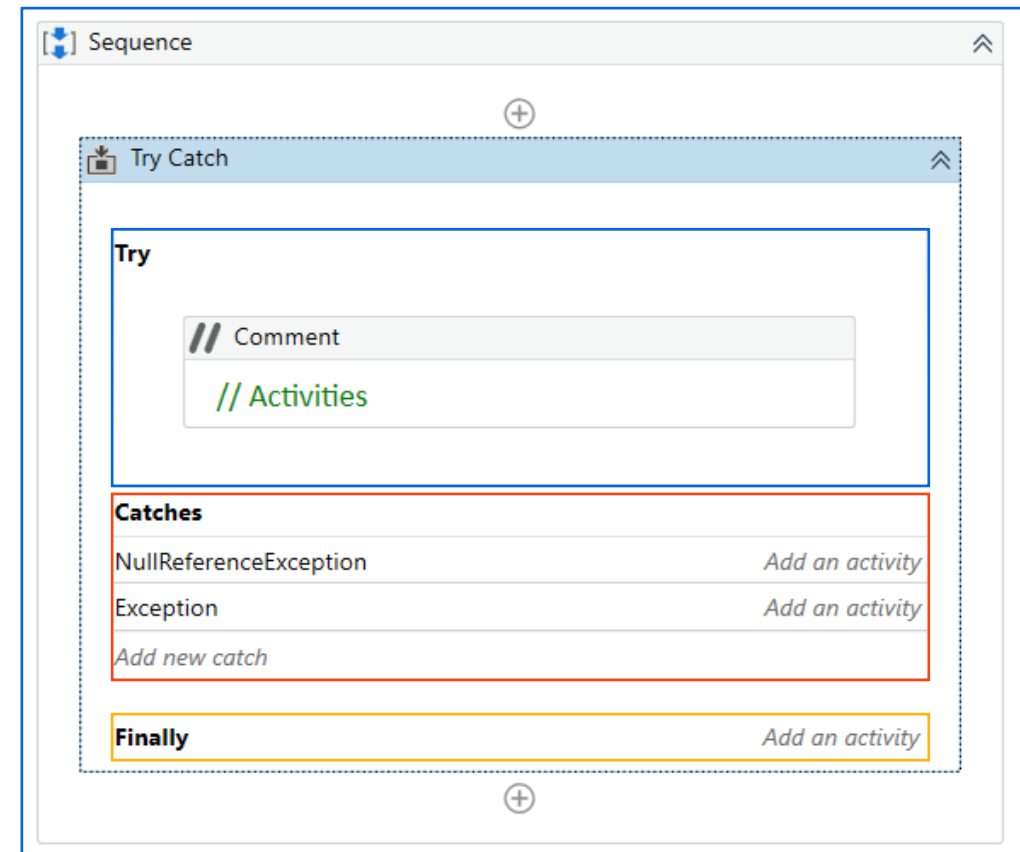 Sequence
Try Catch
Try
// Comment
// Activities
Catches
NullReferenceException Add an activity
Exception Add an activity
Add new catch
Finally Add an activity